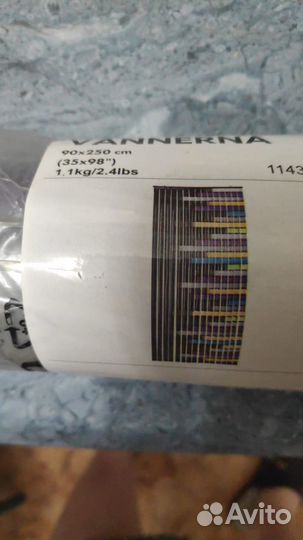 VANNERNA
90x250 cm
(35x98")
1.1kg/2.4lbs
1143
Avito